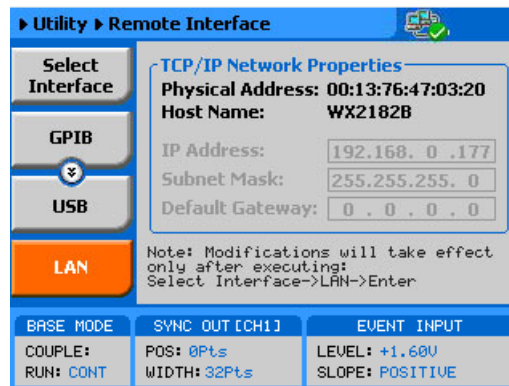 Utility ▸ Remote Interface
Select
Interface
GPIB
USB
LAN
TCP/IP Network Properties
Physical Address: 00:13:76:47:03:20
Host Name: WX2182B
IP Address: 192.168. 0 .177
Subnet Mask: 255.255.255. 0
Default Gateway: 0 . 0 . 0 . 0
Note: Modifications will take effect
only after executing:
Select Interface->LAN->Enter
BASE MODE
COUPLE:
RUN: CONT
SYNC OUT [CH1]
POS: 0Pts
WIDTH: 32Pts
EVENT INPUT
LEVEL: +1.60V
SLOPE: POSITIVE